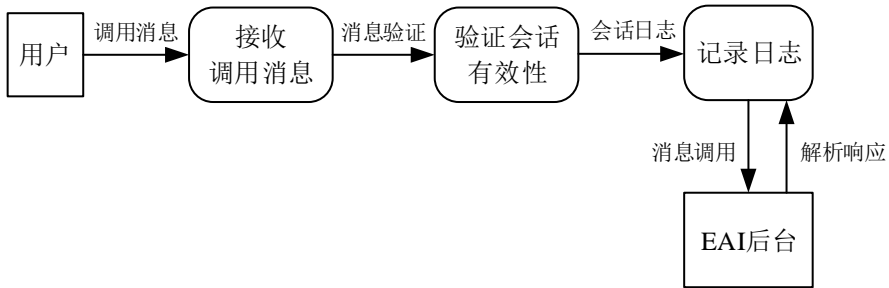 用户
调用消息
接收
调用消息
消息验证
验证会话
有效性
会话日志
记录日志
消息调用
解析响应
EAI后台